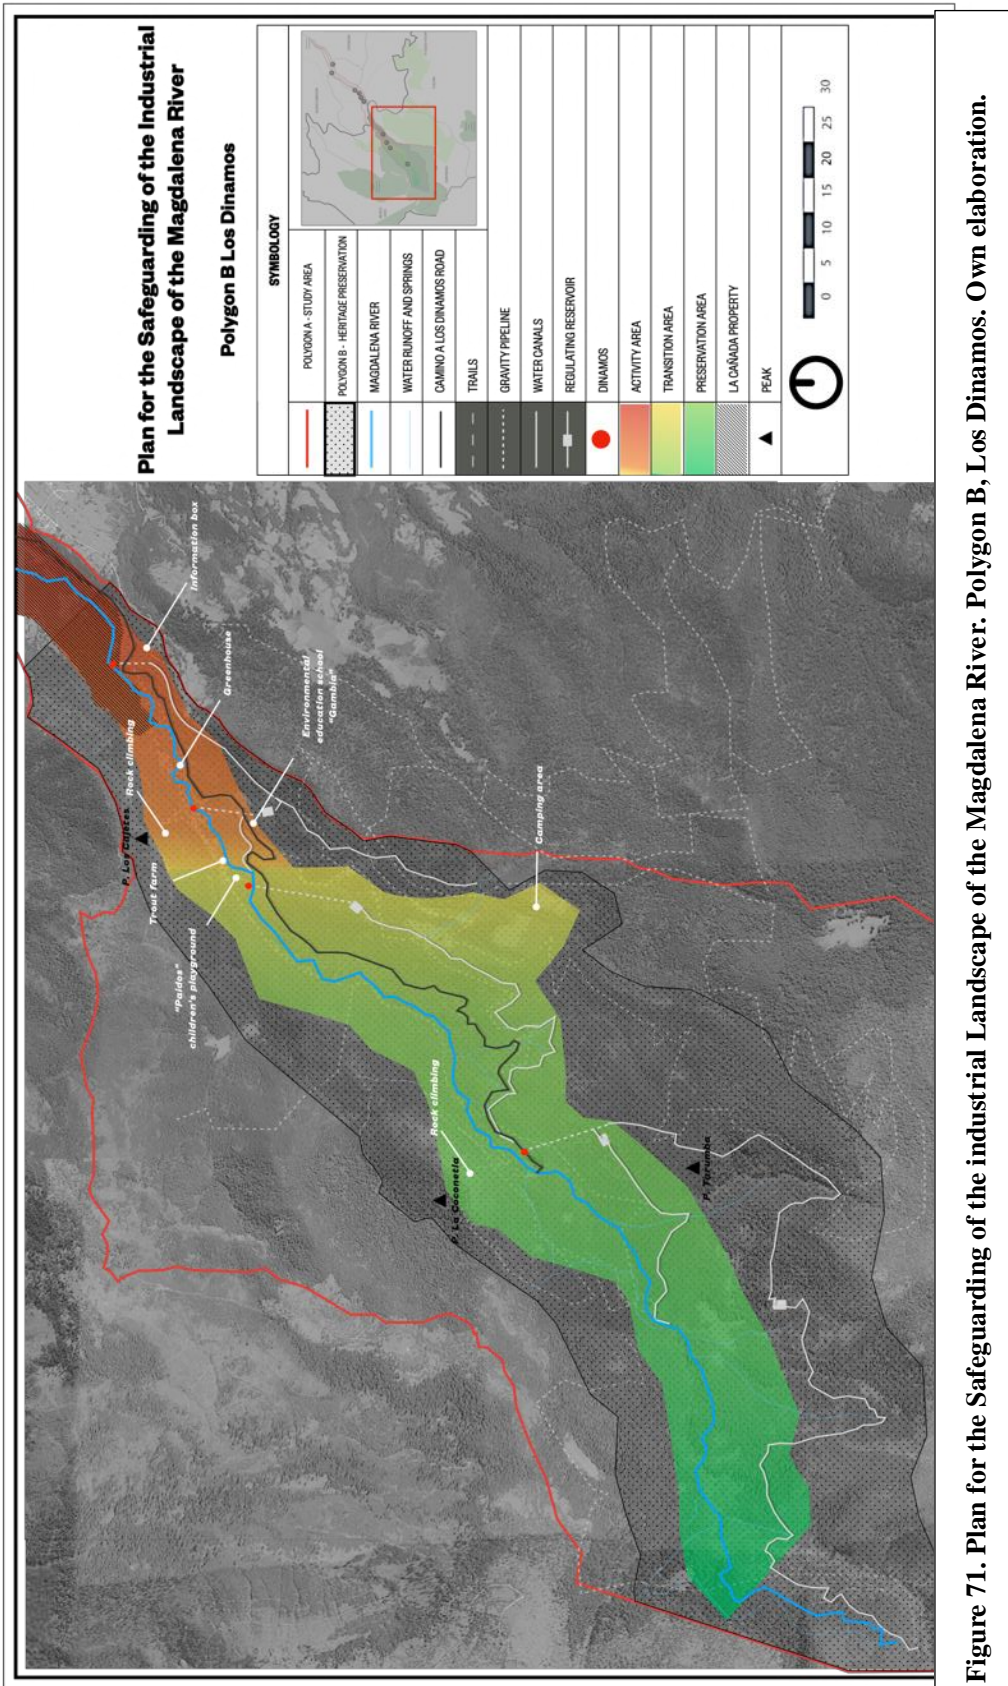 Plan for the Safeguarding of the Industrial
Landscape of the Magdalena River
Polygon B Los Dinamos
SYMBOLOGY
POLYGON A - STUDY AREA
POLYGON B - HERITAGE PRESERVATION
MAGDALENA RIVER
WATER RUNOFF AND SPRINGS
CAMINO A LOS DINAMOS ROAD
TRAILS
GRAVITY PIPELINE
WATER CANALS
REGULATING RESERVOIR
DINAMOS
ACTIVITY AREA
TRANSITION AREA
PRESERVATION AREA
LA CAÑADA PROPERTY
PEAK
0 5 10 15 20 25 30
Information box
Greenhouse
Environmental
education school
"Gambia"
Rock climbing
P. Los Cajetes
Trout farm
"Paidos"
children's playground
Camping area
Rock climbing
P. La Coconetla
P. Tarumba
Figure 71. Plan for the Safeguarding of the industrial Landscape of the Magdalena River. Polygon B, Los Dinamos. Own elaboration.